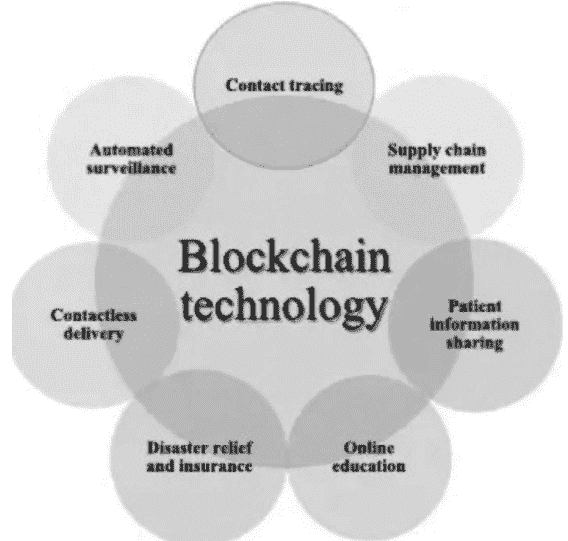 Contact tracing
Automated
surveillance
Supply chain
management
Blockchain
technology
Contactless
delivery
Patient
information
sharing
Disaster relief
and insurance
Online
education